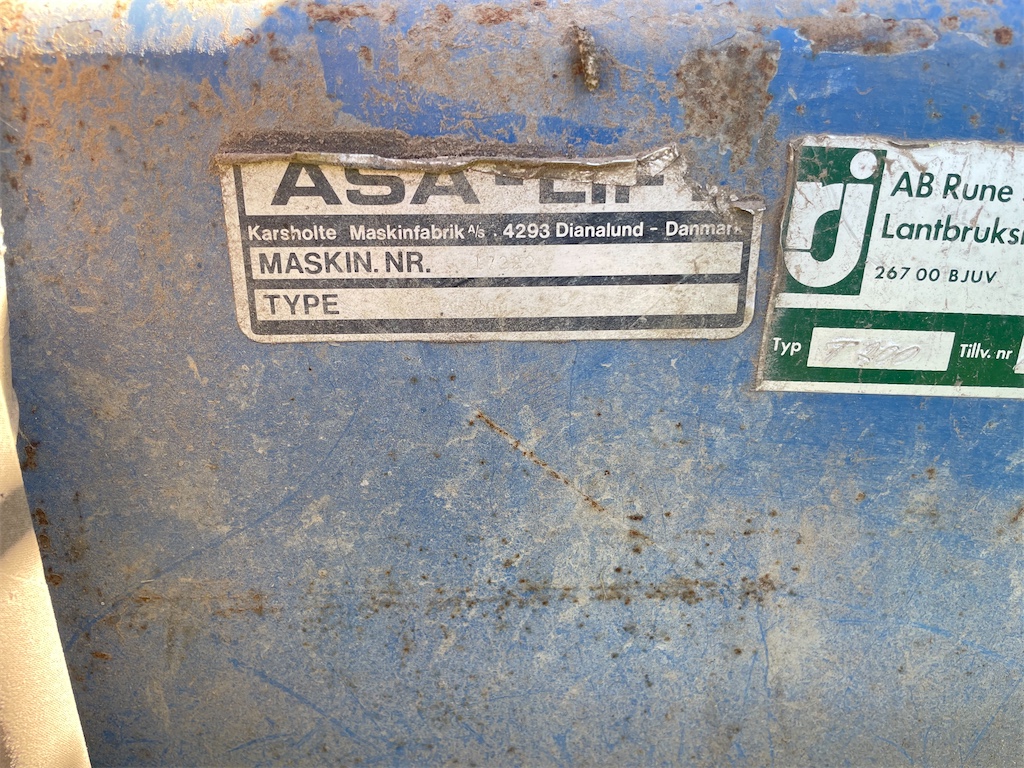 ASA-LIFT
Karsholte Maskinfabrik A/S . 4293 Dianalund - Danmark
MASKIN. NR.
TYPE
rj
AB Rune
Lantbruks
267 00 BJUV
Typ
Tillv. nr